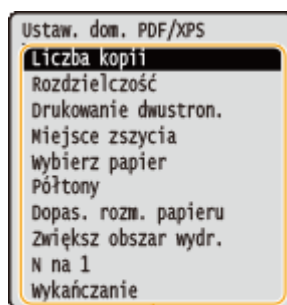 Ustaw. dom. PDF/XPS
Liczba kopii
Rozdzielczość
Drukowanie dwustron.
Miejsce zszycia
Wybierz papier
Półtony
Dopas. rozm. papieru
Zwiększ obszar wydr.
N na 1
Wykańczanie